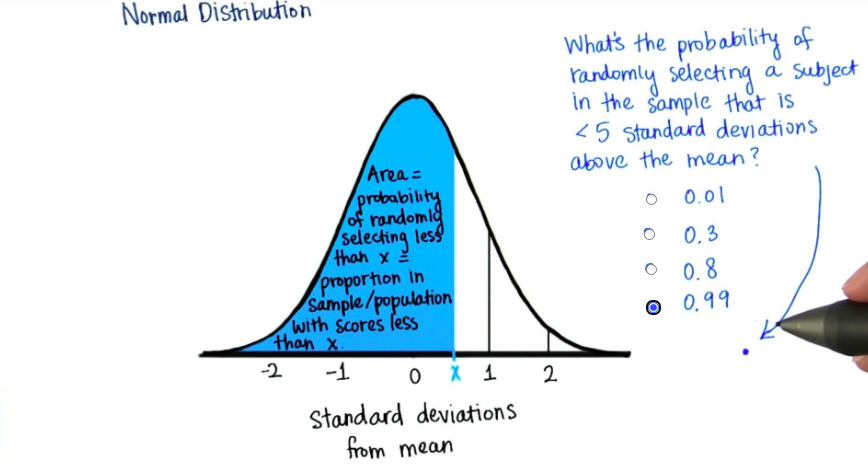 Normal Distribution
What's the probability of
randomly selecting a subject
in the sample that is
< 5 standard deviations
above the mean?
0.01
0.3
0.8
0.99
Area =
probability
of randomly
selecting less
than x =
proportion in
sample/population
with scores less
than x.
-2 -1 0 x 1 2
Standard deviations
from mean